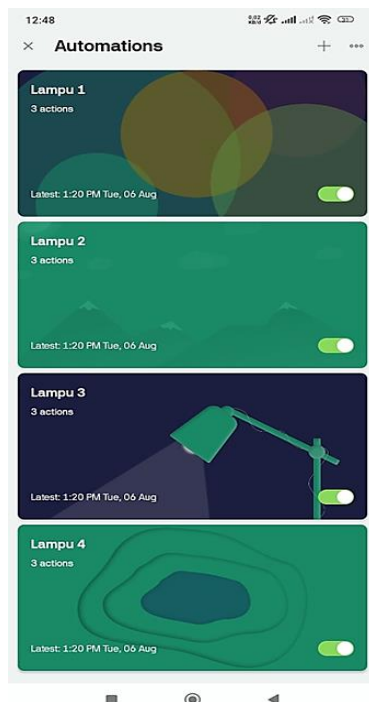 12:48
Automations
Lampu 1
3 actions
Latest: 1:20 PM Tue, 06 Aug
Lampu 2
3 actions
Latest: 1:20 PM Tue, 06 Aug
Lampu 3
3 actions
Latest: 1:20 PM Tue, 06 Aug
Lampu 4
3 actions
Latest: 1:20 PM Tue, 06 Aug